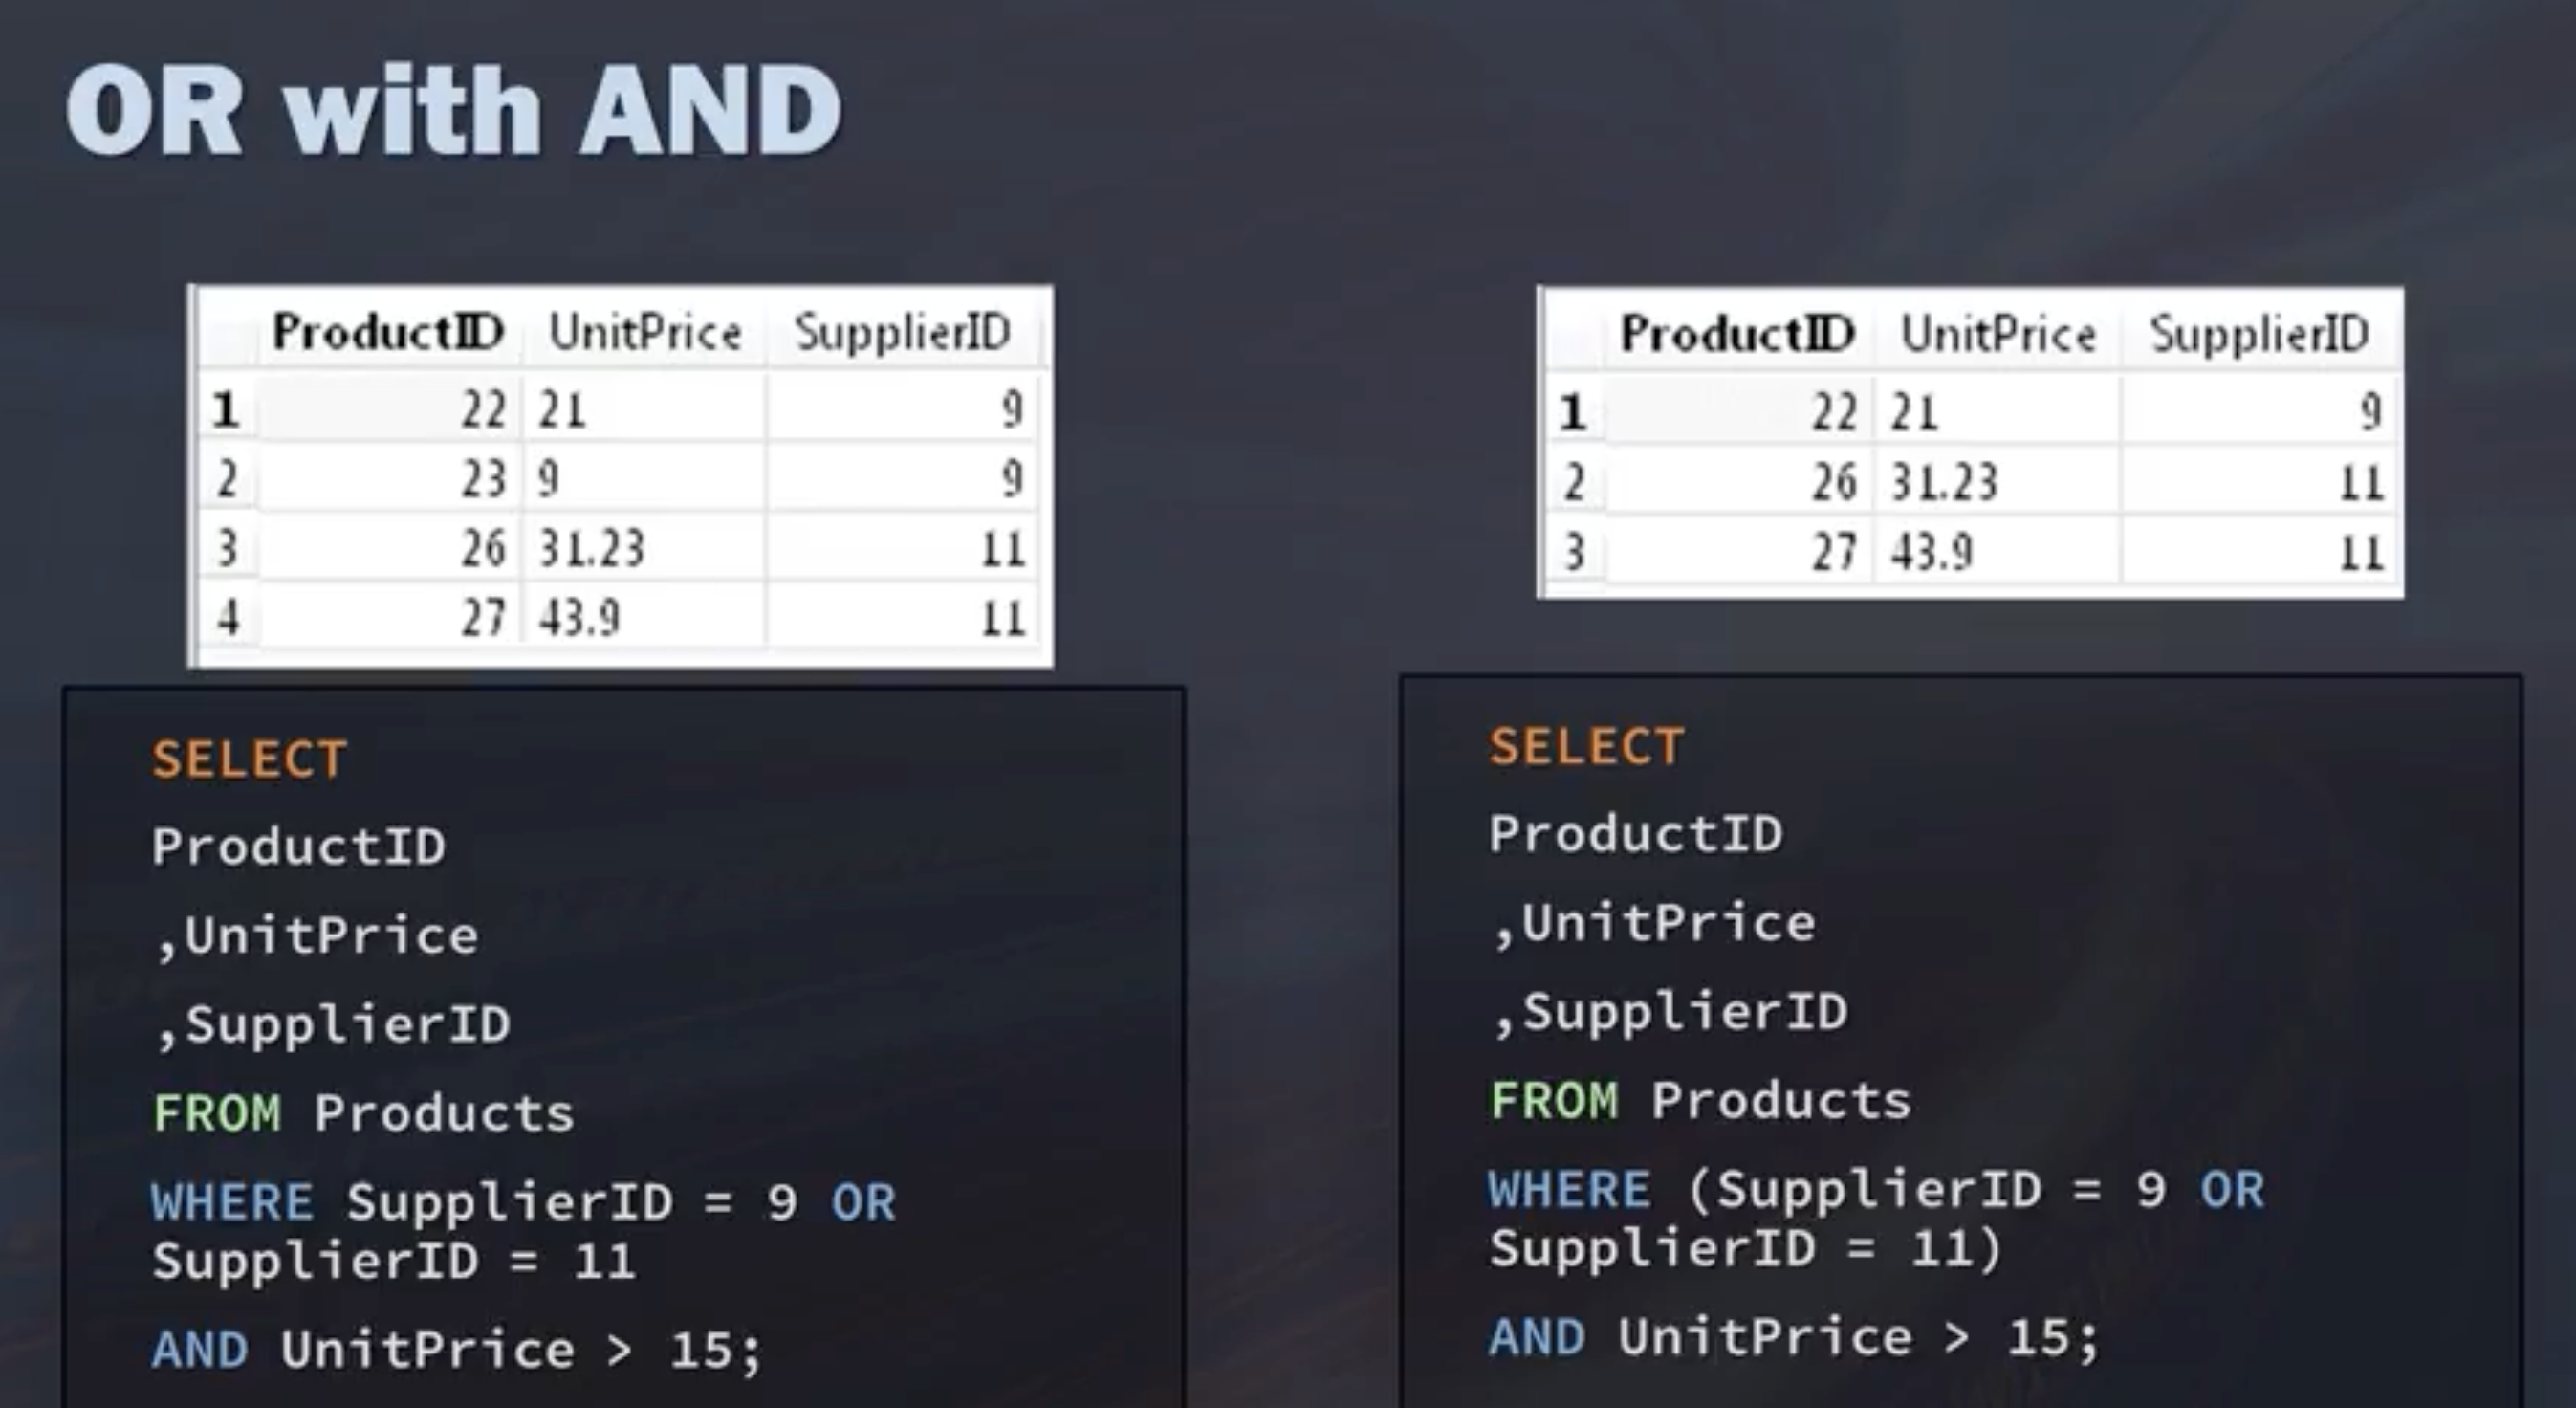 OR with AND
ProductID UnitPrice SupplierID
1 22 21 9
2 23 9 9
3 26 31.23 11
4 27 43.9 11
SELECT
ProductID
,UnitPrice
,SupplierID
FROM Products
WHERE SupplierID = 9 OR
SupplierID = 11
AND UnitPrice > 15;
ProductID UnitPrice SupplierID
1 22 21 9
2 26 31.23 11
3 27 43.9 11
SELECT
ProductID
,UnitPrice
,SupplierID
FROM Products
WHERE (SupplierID = 9 OR
SupplierID = 11)
AND UnitPrice > 15;